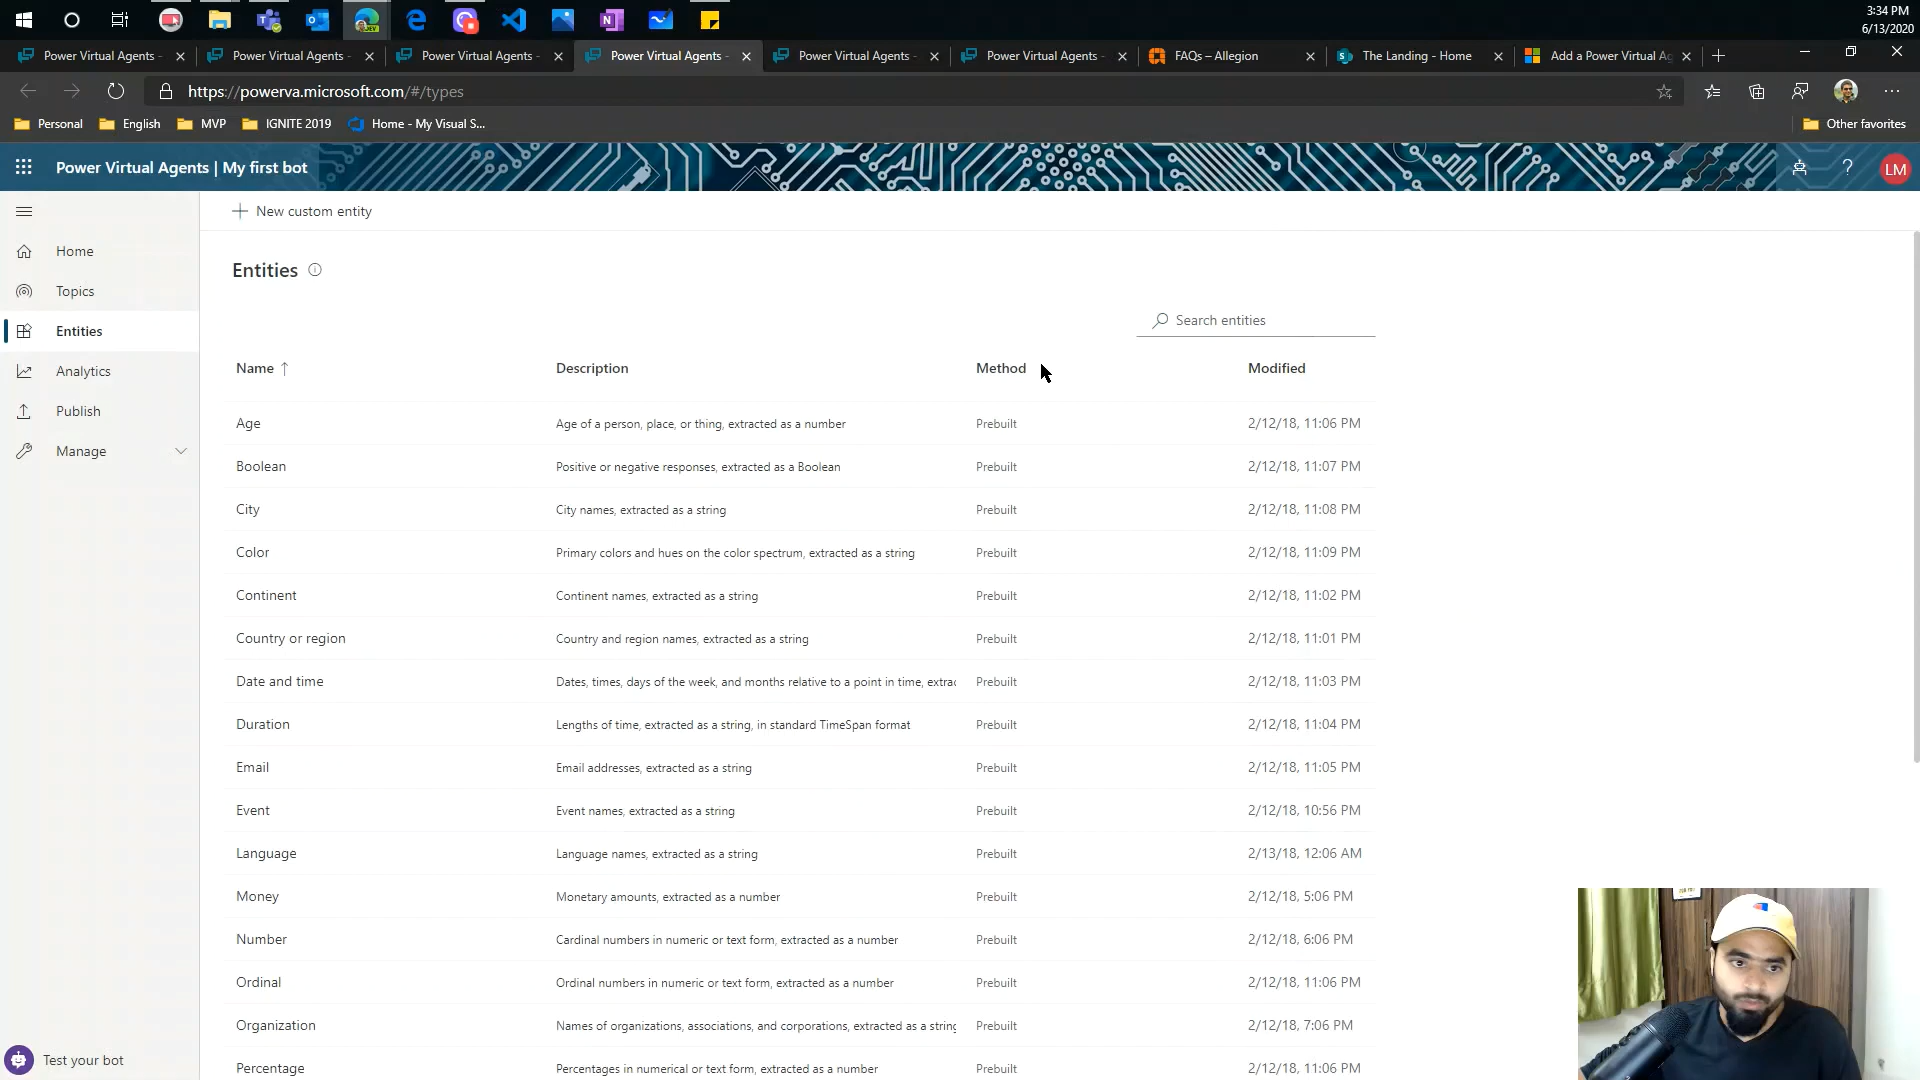 3:34 PM
6/13/2020
Power Virtual Agents -
Power Virtual Agents -
Power Virtual Agents -
Power Virtual Agents -
Power Virtual Agents -
Power Virtual Agents -
FAQs – Allegion
The Landing - Home
Add a Power Virtual Ag
https://powerva.microsoft.com/#/types
Personal
English
MVP
IGNITE 2019
Home - My Visual S...
Other favorites
Power Virtual Agents | My first bot
?
LM
New custom entity
Home
Topics
Entities
Analytics
Publish
Manage
Test your bot
Entities
Search entities
Name ↑ Description Method Modified
Age Age of a person, place, or thing, extracted as a number Prebuilt 2/12/18, 11:06 PM
Boolean Positive or negative responses, extracted as a Boolean Prebuilt 2/12/18, 11:07 PM
City City names, extracted as a string Prebuilt 2/12/18, 11:08 PM
Color Primary colors and hues on the color spectrum, extracted as a string Prebuilt 2/12/18, 11:09 PM
Continent Continent names, extracted as a string Prebuilt 2/12/18, 11:02 PM
Country or region Country and region names, extracted as a string Prebuilt 2/12/18, 11:01 PM
Date and time Dates, times, days of the week, and months relative to a point in time, extrac Prebuilt 2/12/18, 11:03 PM
Duration Lengths of time, extracted as a string, in standard TimeSpan format Prebuilt 2/12/18, 11:04 PM
Email Email addresses, extracted as a string Prebuilt 2/12/18, 11:05 PM
Event Event names, extracted as a string Prebuilt 2/12/18, 10:56 PM
Language Language names, extracted as a string Prebuilt 2/13/18, 12:06 AM
Money Monetary amounts, extracted as a number Prebuilt 2/12/18, 5:06 PM
Number Cardinal numbers in numeric or text form, extracted as a number Prebuilt 2/12/18, 6:06 PM
Ordinal Ordinal numbers in numeric or text form, extracted as a number Prebuilt 2/12/18, 11:06 PM
Organization Names of organizations, associations, and corporations, extracted as a string Prebuilt 2/12/18, 7:06 PM
Percentage Percentages in numerical or text form, extracted as a number Prebuilt 2/12/18, 11:06 PM